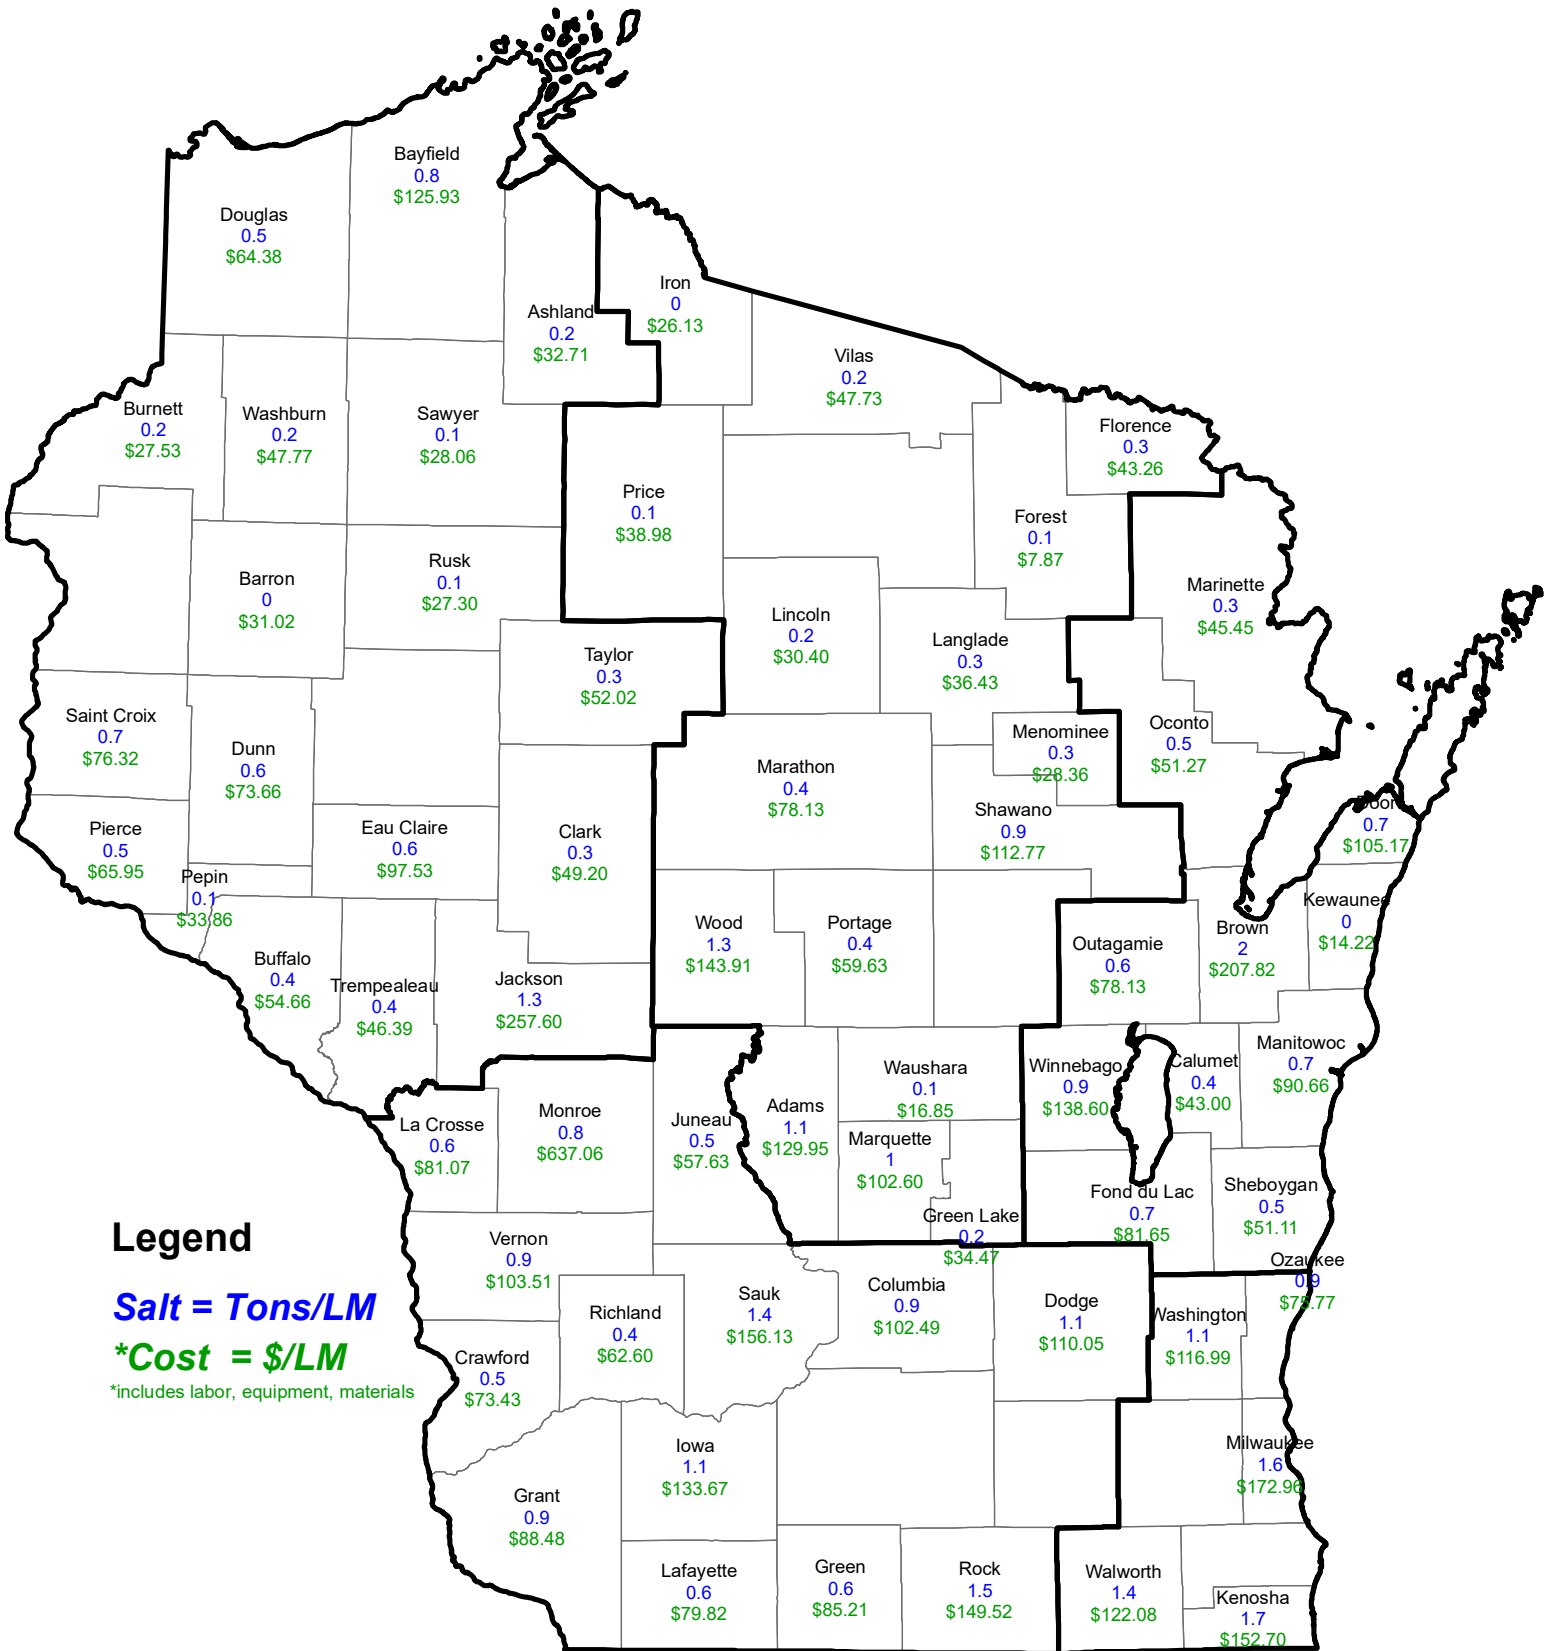 Bayfield
0.8
$125.93
Douglas
0.5
$64.38
Iron
0
$26.13
Ashland
0.2
$32.71
Vilas
0.2
$47.73
Burnett
0.2
$27.53
Washburn
0.2
$47.77
Sawyer
0.1
$28.06
Florence
0.3
$43.26
Price
0.1
$38.98
Forest
0.1
$7.87
Rusk
0.1
$27.30
Barron
0
$31.02
Marinette
0.3
$45.45
Lincoln
0.2
$30.40
Langlade
0.3
$36.43
Taylor
0.3
$52.02
Saint Croix
0.7
$76.32
Dunn
0.6
$73.66
Menominee
0.3
$28.36
Oconto
0.5
$51.27
Marathon
0.4
$78.13
Shawano
0.9
$112.77
Door
0.7
$105.17
Pierce
0.5
$65.95
Eau Claire
0.6
$97.53
Clark
0.3
$49.20
Pepin
0.1
$33.86
Kewaunee
0
$14.22
Wood
1.3
$143.91
Portage
0.4
$59.63
Outagamie
0.6
$78.13
Brown
2
$207.82
Buffalo
0.4
$54.66
Trempealeau
0.4
$46.39
Jackson
1.3
$257.60
Waushara
0.1
$16.85
Winnebago
0.9
$138.60
Calumet
0.4
$43.00
Manitowoc
0.7
$90.66
La Crosse
0.6
$81.07
Monroe
0.8
$637.06
Juneau
0.5
$57.63
Adams
1.1
$129.95
Marquette
1
$102.60
Green Lake
0.2
$34.47
Fond du Lac
0.7
$81.65
Sheboygan
0.5
$51.11
Legend
Salt = Tons/LM
*Cost = $/LM
*includes labor, equipment, materials
Vernon
0.9
$103.51
Richland
0.4
$62.60
Sauk
1.4
$156.13
Columbia
0.9
$102.49
Dodge
1.1
$110.05
Washington
1.1
$116.99
Ozaukee
0.9
$75.77
Crawford
0.5
$73.43
Iowa
1.1
$133.67
Milwaukee
1.6
$172.96
Grant
0.9
$88.48
Lafayette
0.6
$79.82
Green
0.6
$85.21
Rock
1.5
$149.52
Walworth
1.4
$122.08
Kenosha
1.7
$152.70